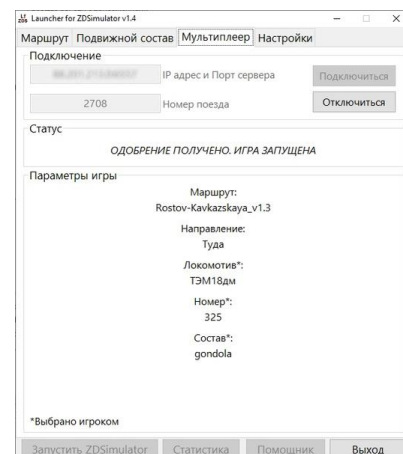 Launcher for ZDSimulator v1.4
Маршрут Подвижной состав Мультиплеер Настройки
Подключение
IP адрес и Порт сервера Подключиться
2708 Номер поезда Отключиться
Статус
ОДОБРЕНИЕ ПОЛУЧЕНО. ИГРА ЗАПУЩЕНА
Параметры игры
Маршрут:
Rostov-Kavkazskaya_v1.3
Направление:
Туда
Локомотив*:
ТЭМ18дм
Номер*:
325
Состав*:
gondola
*Выбрано игроком
Запустить ZDSimulator Статистика Помощник Выход